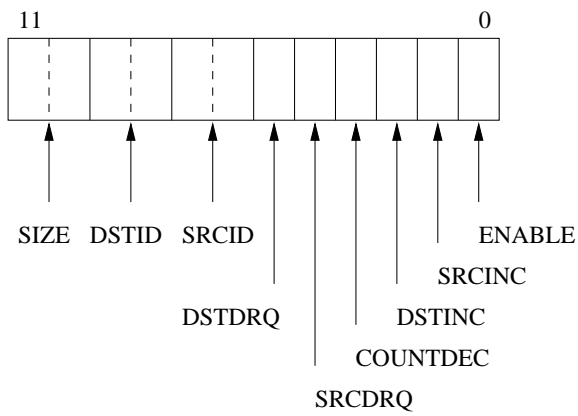 11 0
SIZE DSTID SRCID ENABLE
SRCINC
DSTDRQ DSTINC
COUNTDEC
SRCDRQ